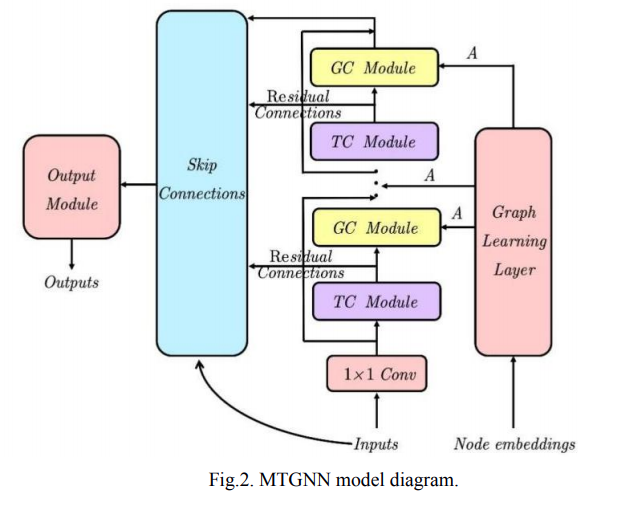 GC Module
A
Residual
Connections
TC Module
Skip
Connections
Output
Module
Outputs
A
A
GC Module
Graph
Learning
Layer
Residual
Connections
TC Module
1×1 Conv
Inputs
Node embeddings
Fig.2. MTGNN model diagram.